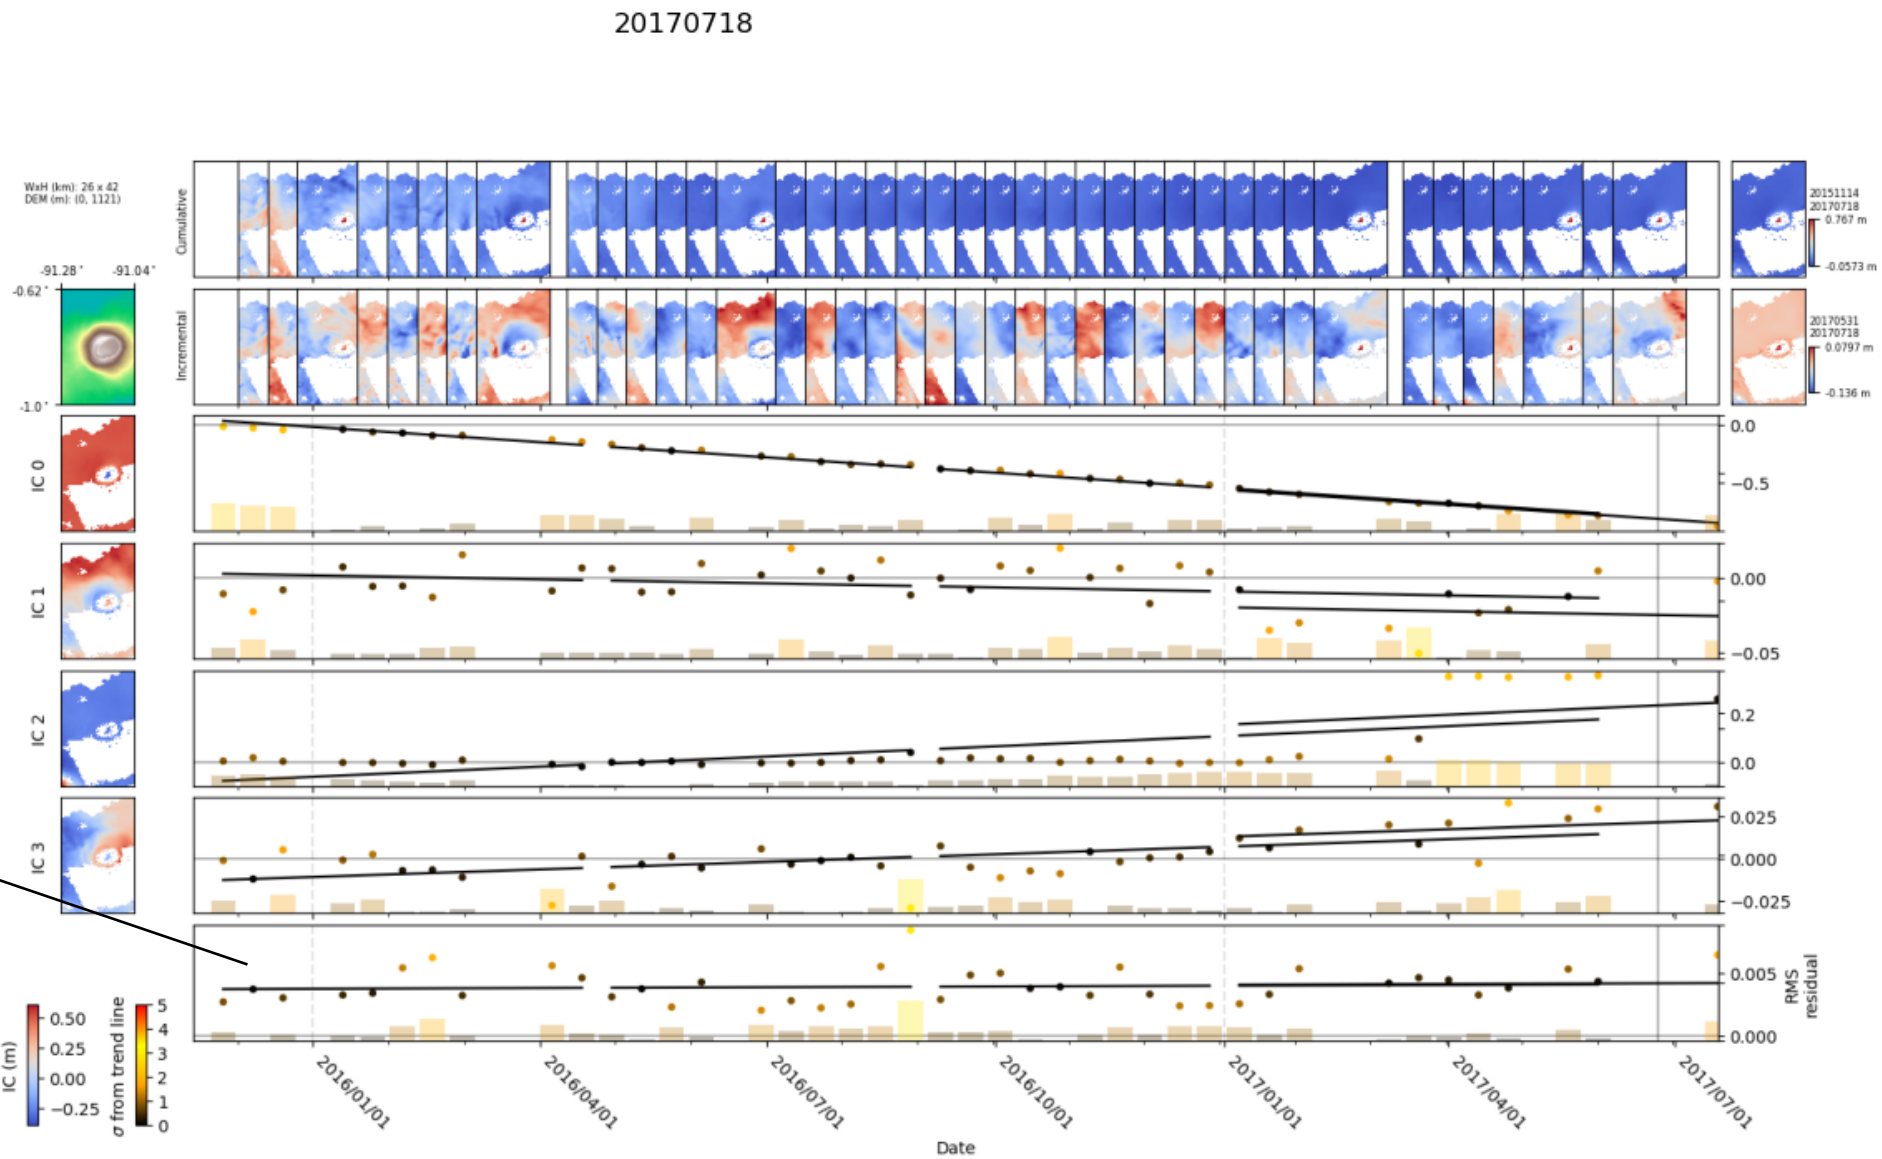 20170718
WxH (km): 26 x 42
DEM (m): (0, 1121)
Cumulative
20151114
20170718
0.767 m
-0.0573 m
-91.28°
-91.04°
-0.62°
-1.0°
Incremental
20170531
20170718
0.0797 m
-0.136 m
IC 0
0.0
−0.5
IC 1
0.00
−0.05
IC 2
0.2
0.0
IC 3
0.025
0.000
−0.025
0.005
0.000
RMS
residual
IC (m)
0.50
0.25
0.00
−0.25
σ from trend line
5
4
3
2
1
0
2016/01/01
2016/04/01
2016/07/01
2016/10/01
2017/01/01
2017/04/01
2017/07/01
Date